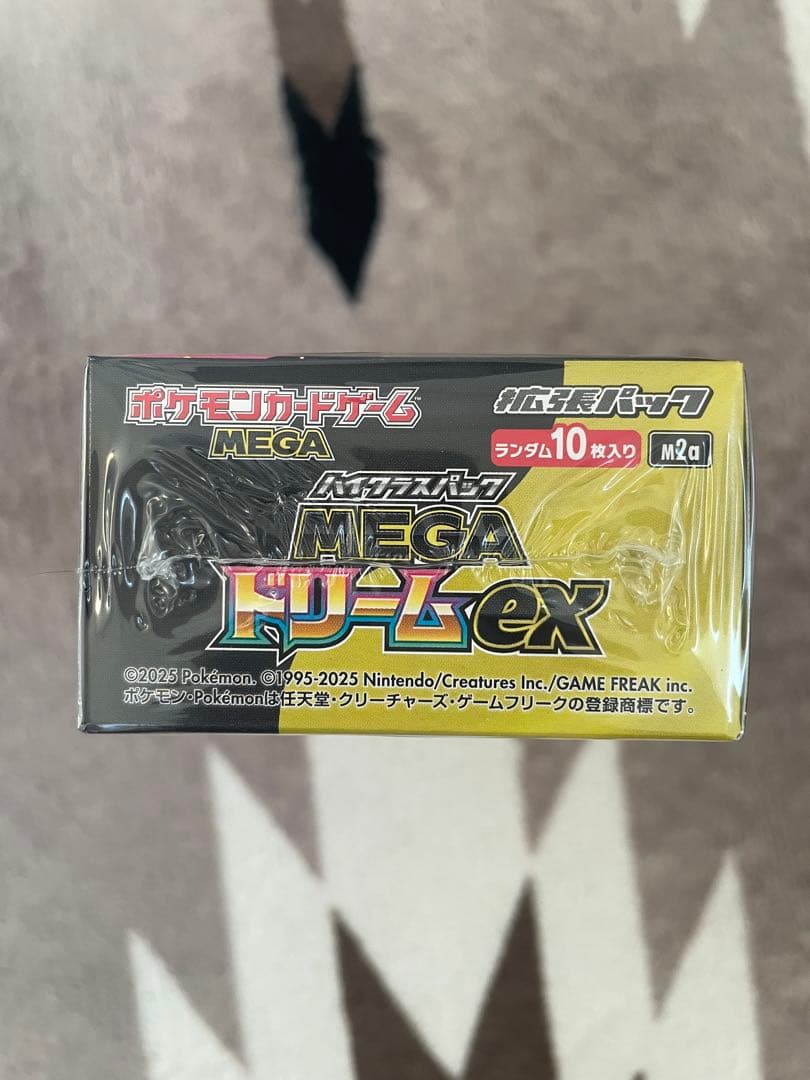 ポケモンカードゲーム
MEGA
拡張パック
ランダム10枚入り M2a
ハイクラスパック
MEGA
ドリームex
©2025 Pokémon. ©1995-2025 Nintendo/Creatures Inc./GAME FREAK inc.
ポケモン・Pokémonは任天堂・クリーチャーズ・ゲームフリークの登録商標です。